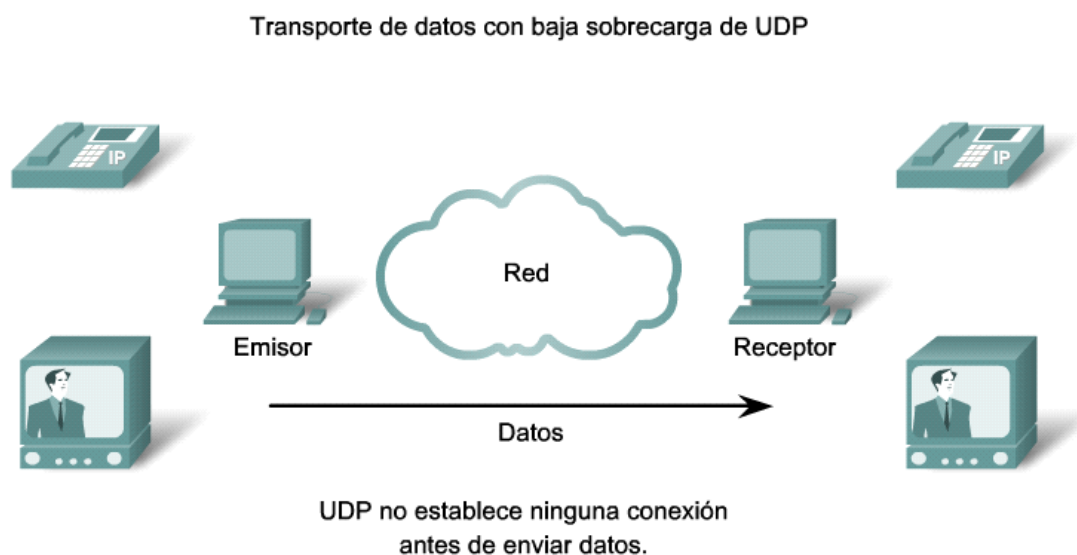 Transporte de datos con baja sobrecarga de UDP
IP
IP
Red
Emisor
Receptor
Datos
UDP no establece ninguna conexión
antes de enviar datos.